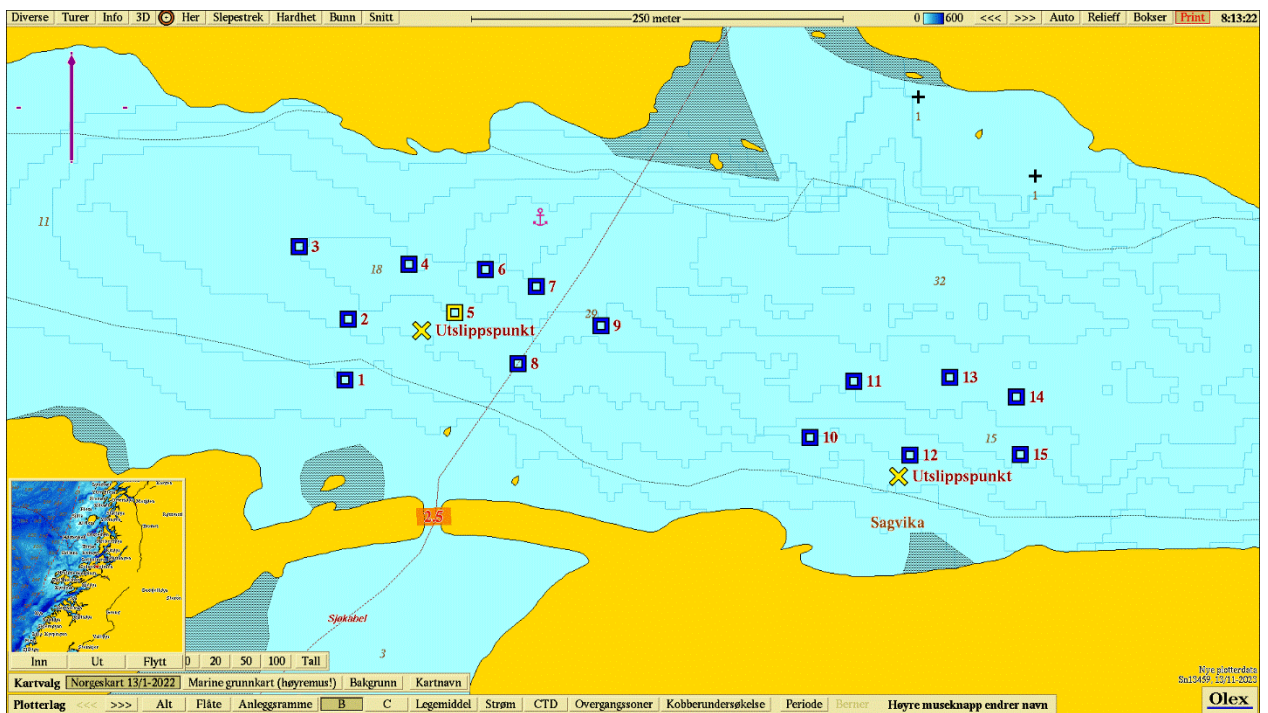 Diverse Turer Info 3D Her Slepestrek Hardhet Bunn Snitt 250 meter 0 600 <<< >>> Auto Relieff Bokser Print 8:13:22
1
1
11
3
18
4
6
7
32
5
2
Utslippspunkt
29
9
8
1
11
13
14
10
15
12
15
Utslippspunkt
2.5
Sagvika
Sjøkabel
3
Inn Ut Flytt 0 20 50 100 Tall
Nye plotterdata
Kartvalg Norgeskart 13/1-2022 Marine grunnkart (høyremus!) Bakgrunn Kartnavn
Plotterlag <<< >>> Alt Flåte Anleggsramme B C Legemiddel Strøm CTD Overgangssoner Kobberundersøkelse Periode Berner Høyre museknapp endrer navn
Olex